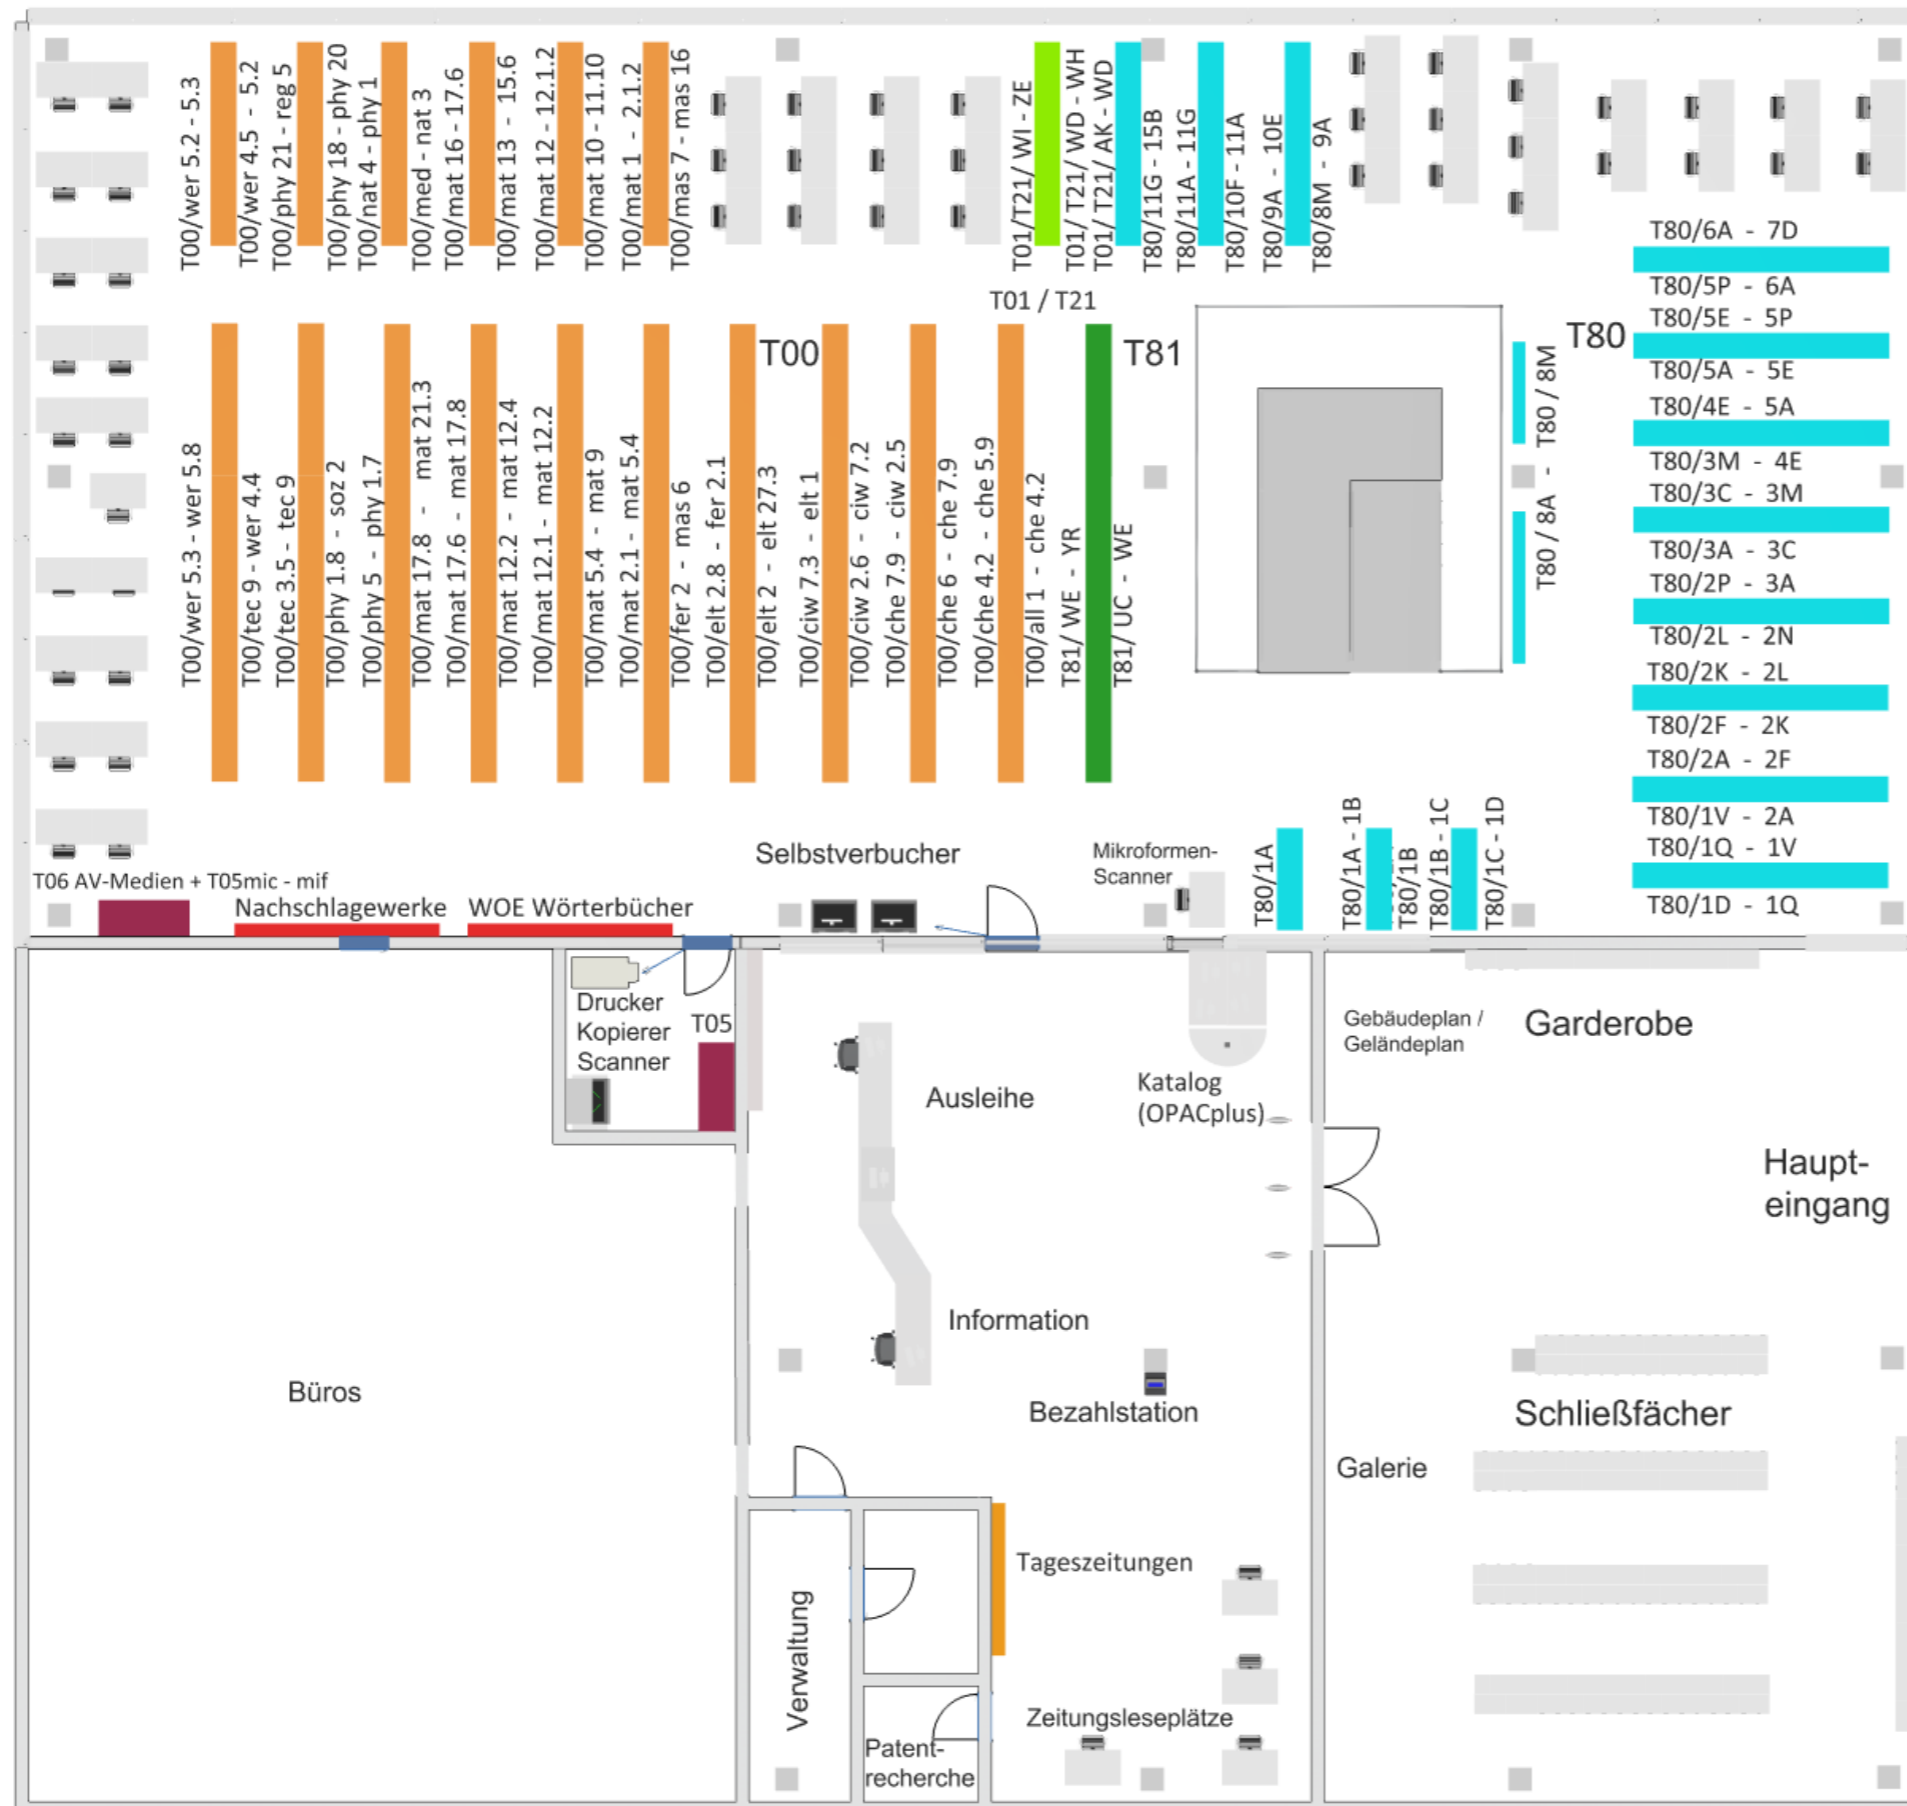 T00/wer 5.2 - 5.3
T00/wer 4.5 - 5.2
T00/phy 21 - reg 5
T00/phy 18 - phy 20
T00/nat 4 - phy 1
T00/med - nat 3
T00/mat 16 - 17.6
T00/mat 13 - 15.6
T00/mat 12 - 12.1.2
T00/mat 10 - 11.10
T00/mat 1 - 2.1.2
T00/mas 7 - mas 16
T01/T21/ WI - ZE
T01/ T21/ WD - WH
T01/ T21/ AK - WD
T80/11G - 15B
T80/11A - 11G
T80/10F - 11A
T80/9A - 10E
T80/8M - 9A
T01 / T21
T00
T81
T80
T80/6A - 7D
T80/5P - 6A
T80/5E - 5P
T80/5A - 5E
T80/4E - 5A
T80/3M - 4E
T80/3C - 3M
T80/3A - 3C
T80/2P - 3A
T80/2L - 2N
T80/2K - 2L
T80/2F - 2K
T80/2A - 2F
T80/1V - 2A
T80/1Q - 1V
T80/1D - 1Q
T80 / 8A - T80 / 8M
T00/wer 5.3 - wer 5.8
T00/tec 9 - wer 4.4
T00/tec 3.5 - tec 9
T00/phy 1.8 - soz 2
T00/phy 5 - phy 1.7
T00/mat 17.8 - mat 21.3
T00/mat 17.6 - mat 17.8
T00/mat 12.2 - mat 12.4
T00/mat 12.1 - mat 12.2
T00/mat 5.4 - mat 9
T00/mat 2.1 - mat 5.4
T00/fer 2 - mas 6
T00/elt 2.8 - fer 2.1
T00/elt 2 - elt 27.3
T00/ciw 7.3 - elt 1
T00/ciw 2.6 - ciw 7.2
T00/che 7.9 - ciw 2.5
T00/che 6 - che 7.9
T00/che 4.2 - che 5.9
T00/all 1 - che 4.2
T81/ WE - YR
T81/ UC - WE
Selbstverbucher
Mikroformen-
Scanner
T80/1A
T80/1A - 1B
T80/1B
T80/1B - 1C
T80/1C - 1D
T06 AV-Medien + T05mic - mif
Nachschlagewerke
WOE Wörterbücher
Drucker
Kopierer
Scanner
T05
Ausleihe
Katalog
(OPACplus)
Gebäudeplan /
Geländeplan
Garderobe
Haupt-
eingang
Information
Büros
Bezahlstation
Schließfächer
Galerie
Tageszeitungen
Verwaltung
Zeitungsleseplätze
Patent-
recherche